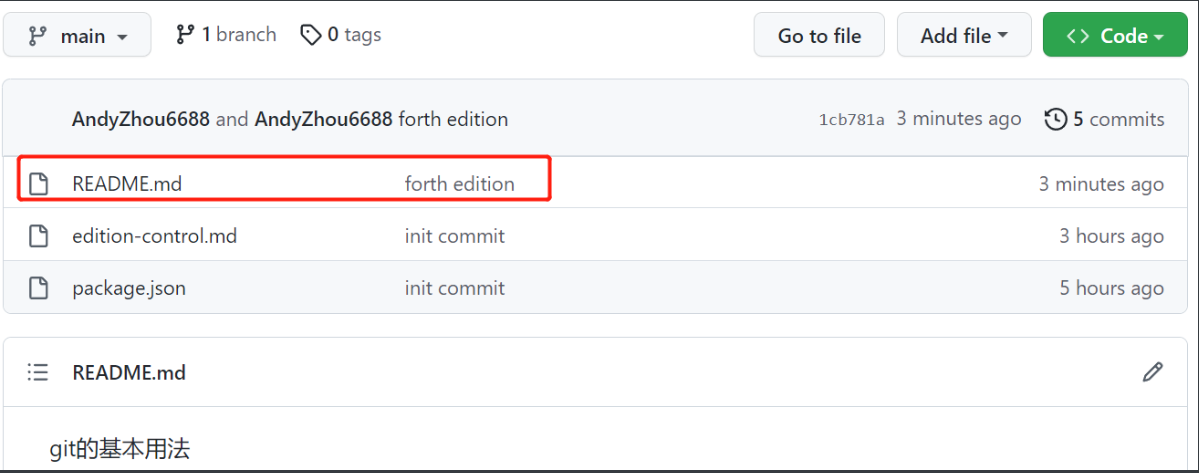 main 1 branch 0 tags Go to file Add file <> Code
AndyZhou6688 and AndyZhou6688 forth edition 1cb781a 3 minutes ago 5 commits
README.md forth edition 3 minutes ago
edition-control.md init commit 3 hours ago
package.json init commit 5 hours ago
README.md
git的基本用法